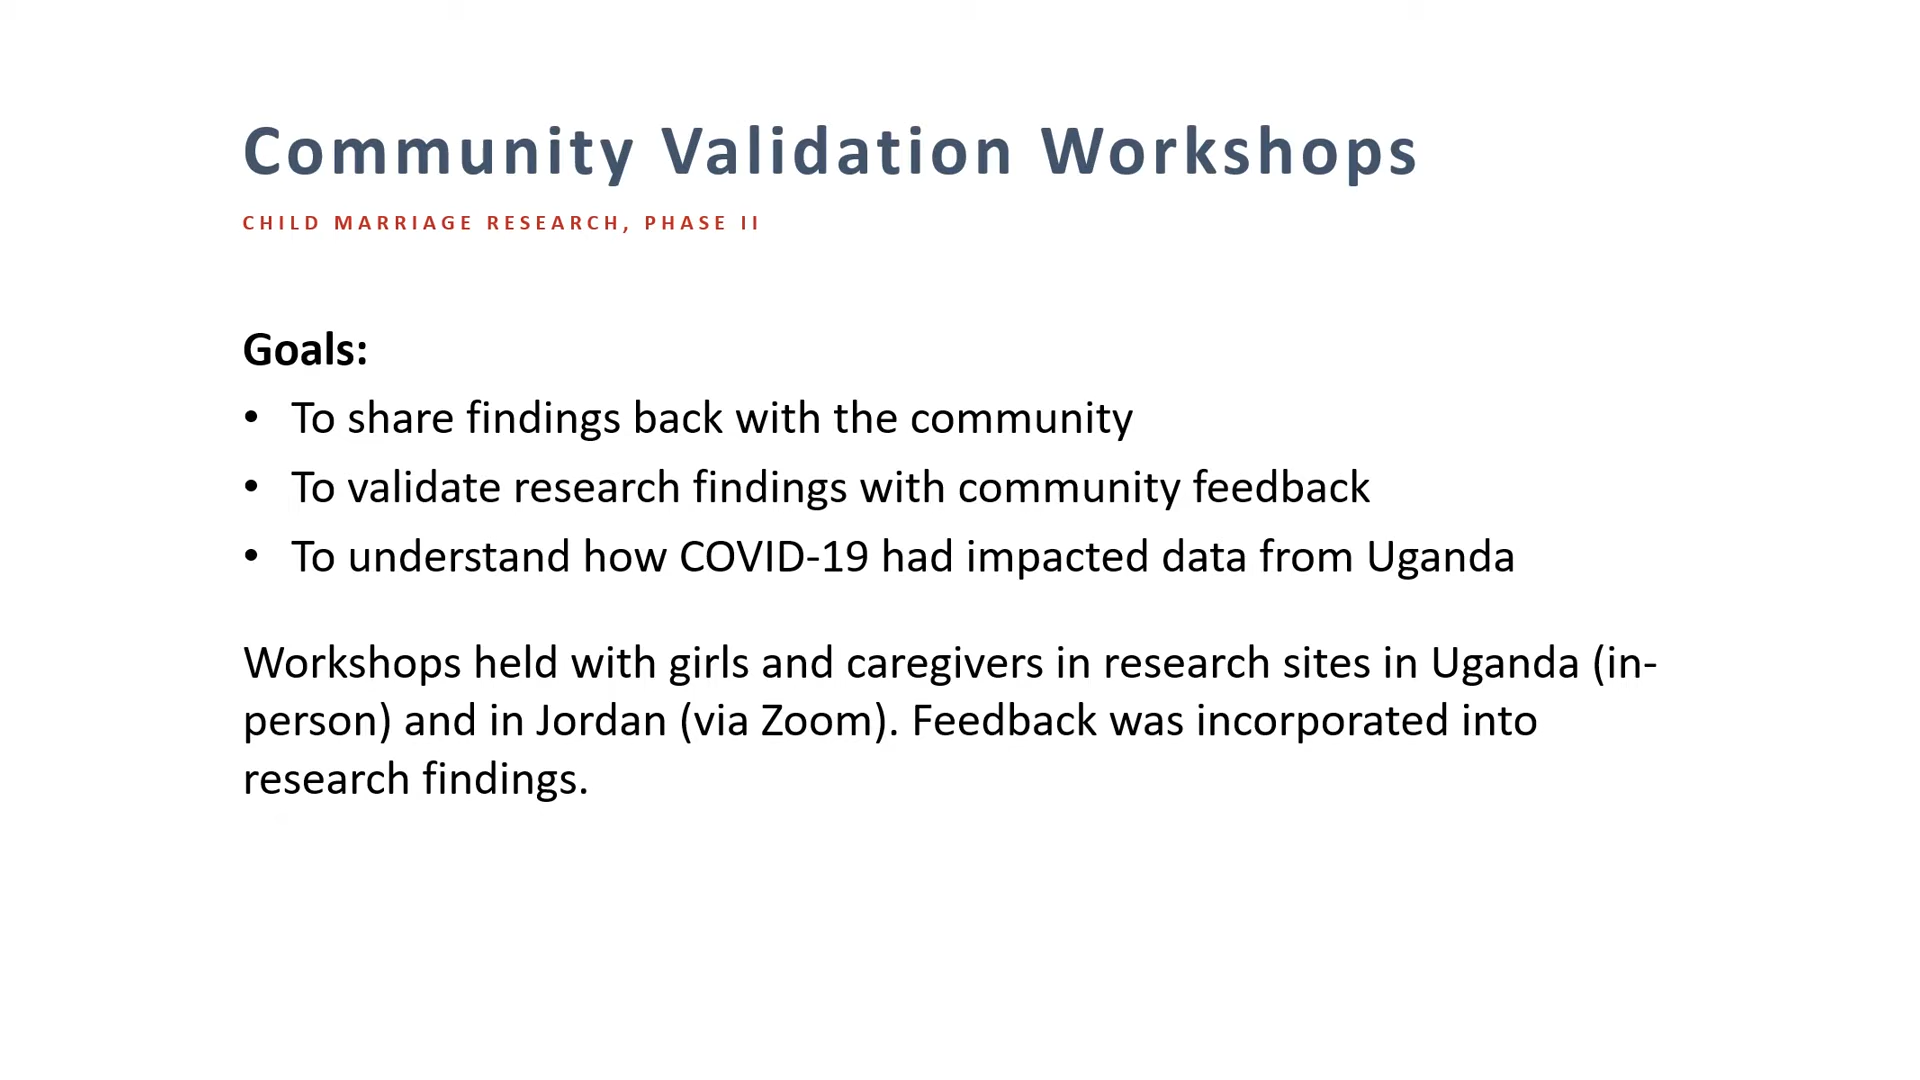 Community Validation Workshops
CHILD MARRIAGE RESEARCH, PHASE II
Goals:
• To share findings back with the community
• To validate research findings with community feedback
• To understand how COVID-19 had impacted data from Uganda
Workshops held with girls and caregivers in research sites in Uganda (in-
person) and in Jordan (via Zoom). Feedback was incorporated into
research findings.